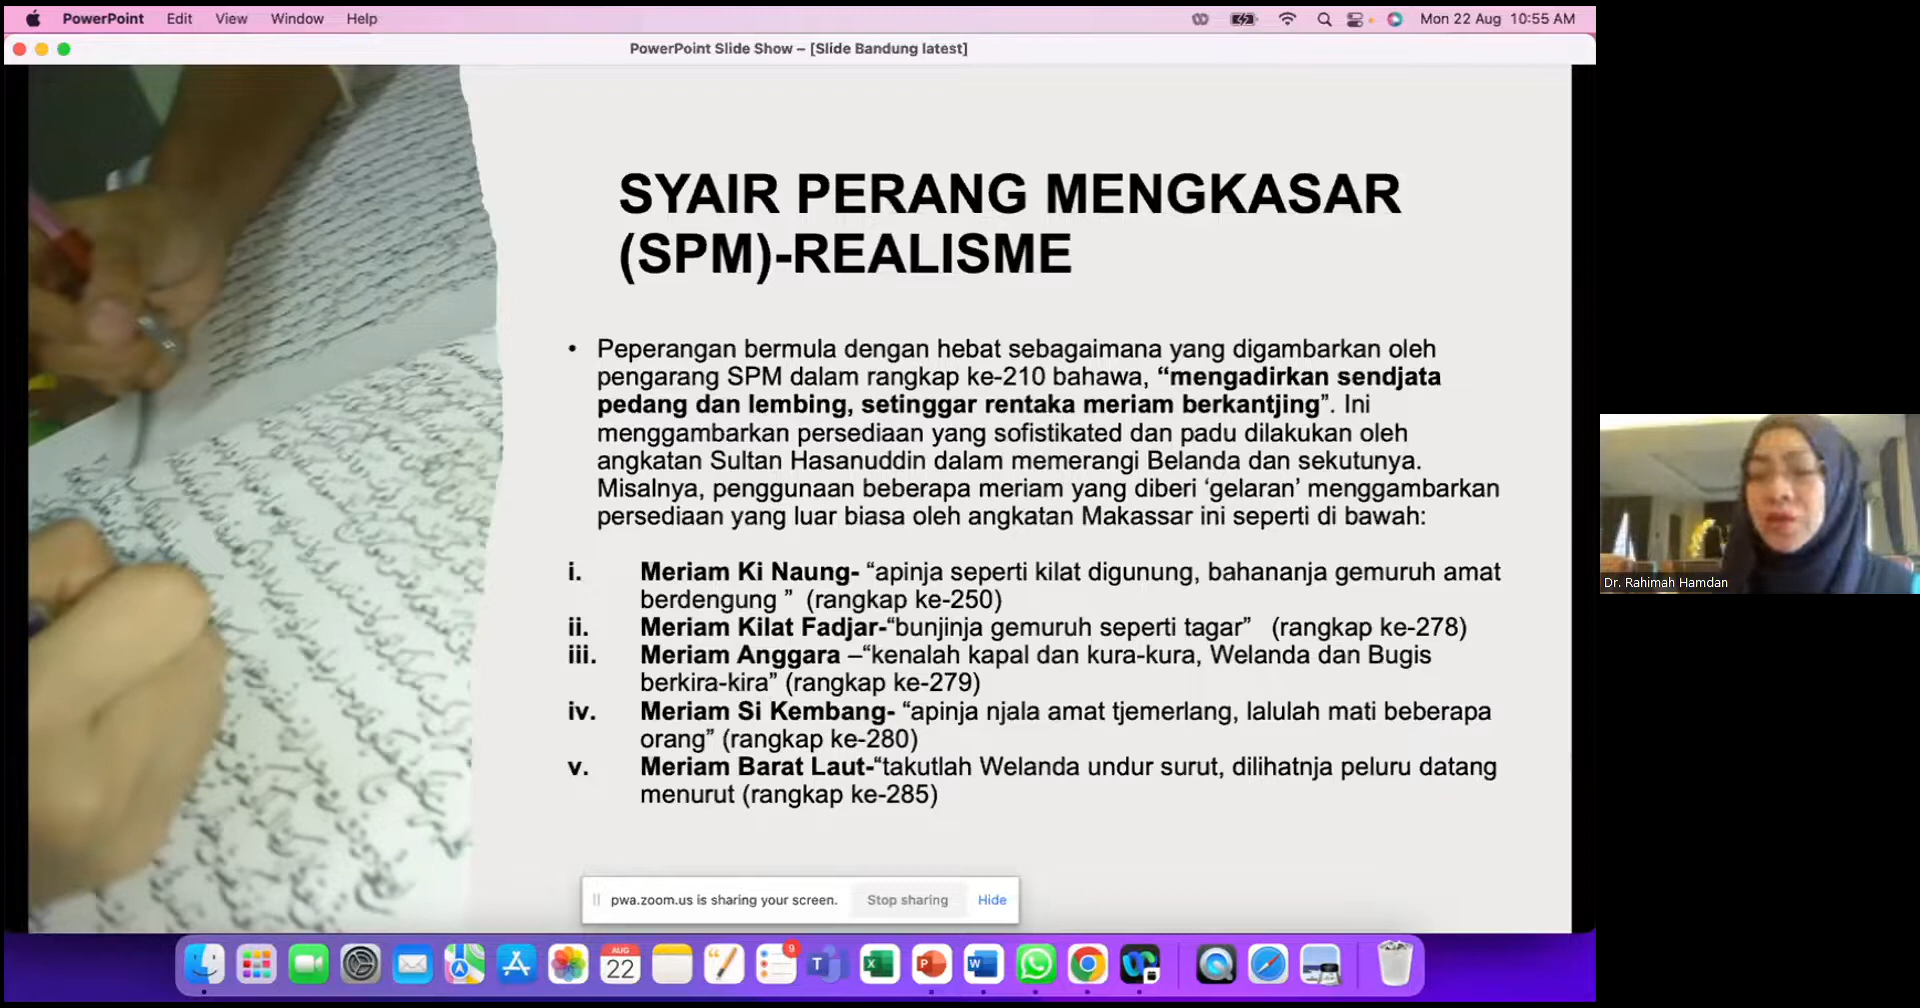 PowerPoint Edit View Window Help Mon 22 Aug 10:55 AM
PowerPoint Slide Show – [Slide Bandung latest]
SYAIR PERANG MENGKASAR
(SPM)-REALISME
• Peperangan bermula dengan hebat sebagaimana yang digambarkan oleh
pengarang SPM dalam rangkap ke-210 bahawa, “mengadirkan sendjata
pedang dan lembing, setinggar rentaka meriam berkantjing”. Ini
menggambarkan persediaan yang sofistikated dan padu dilakukan oleh
angkatan Sultan Hasanuddin dalam memerangi Belanda dan sekutunya.
Misalnya, penggunaan beberapa meriam yang diberi ‘gelaran’ menggambarkan
persediaan yang luar biasa oleh angkatan Makassar ini seperti di bawah:
i. Meriam Ki Naung- “apinja seperti kilat digunung, bahananja gemuruh amat
berdengung ” (rangkap ke-250)
ii. Meriam Kilat Fadjar-“bunjinja gemuruh seperti tagar” (rangkap ke-278)
iii. Meriam Anggara –“kenalah kapal dan kura-kura, Welanda dan Bugis
berkira-kira” (rangkap ke-279)
iv. Meriam Si Kembang- “apinja njala amat tjemerlang, lalulah mati beberapa
orang” (rangkap ke-280)
v. Meriam Barat Laut-“takutlah Welanda undur surut, dilihatnja peluru datang
menurut (rangkap ke-285)
Dr. Rahimah Hamdan
pwa.zoom.us is sharing your screen. Stop sharing Hide
AUG
22
9